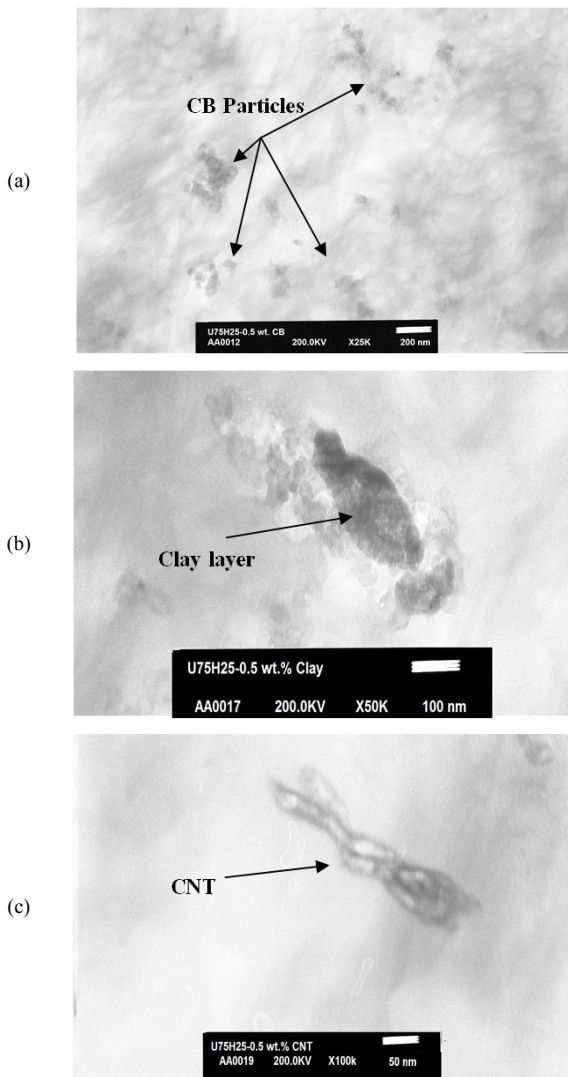 (a)
CB Particles
U75H25-0.5 wt. CB
AA0012 200.0KV X25K 200 nm
(b)
Clay layer
U75H25-0.5 wt.% Clay
AA0017 200.0KV X50K 100 nm
(c)
CNT
U75H25-0.5 wt.% CNT
AA0019 200.0KV X100k 50 nm